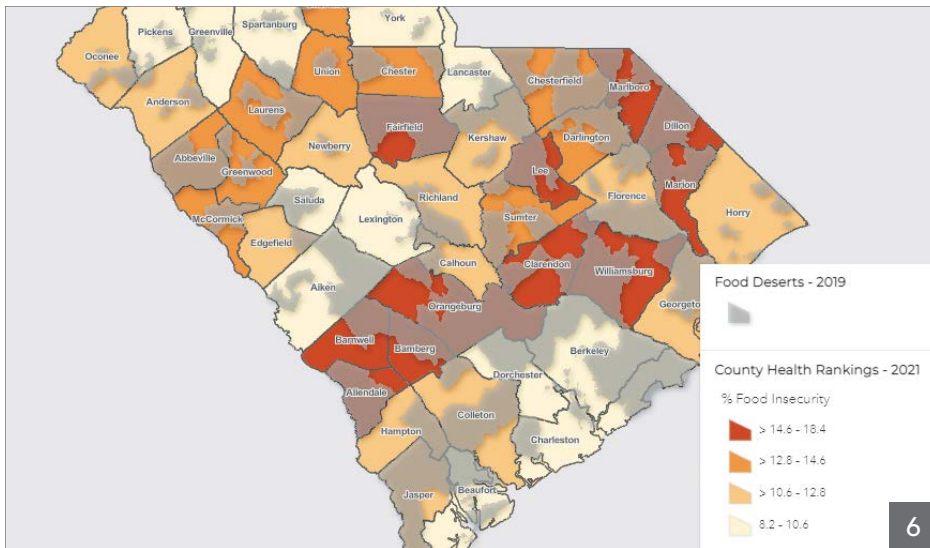 York
Spartanburg
Pickens
Greenville
Oconee
Union
Chester
Lancaster
Chesterfield
Marlboro
Anderson
Laurens
Dillon
Fairfield
Kershaw
Darlington
Newberry
Abbeville
Greenwood
Lee
Marion
Saluda
Richland
Florence
McCormick
Lexington
Sumter
Horry
Edgefield
Calhoun
Clarendon
Williamsburg
Aiken
Orangeburg
Georgeto
Barnwell
Bamberg
Berkeley
Dorchester
Allendale
Colleton
Hampton
Charleston
Jasper
Beaufort
Food Deserts - 2019
County Health Rankings - 2021
% Food Insecurity
> 14.6 - 18.4
> 12.8 - 14.6
> 10.6 - 12.8
8.2 - 10.6
6